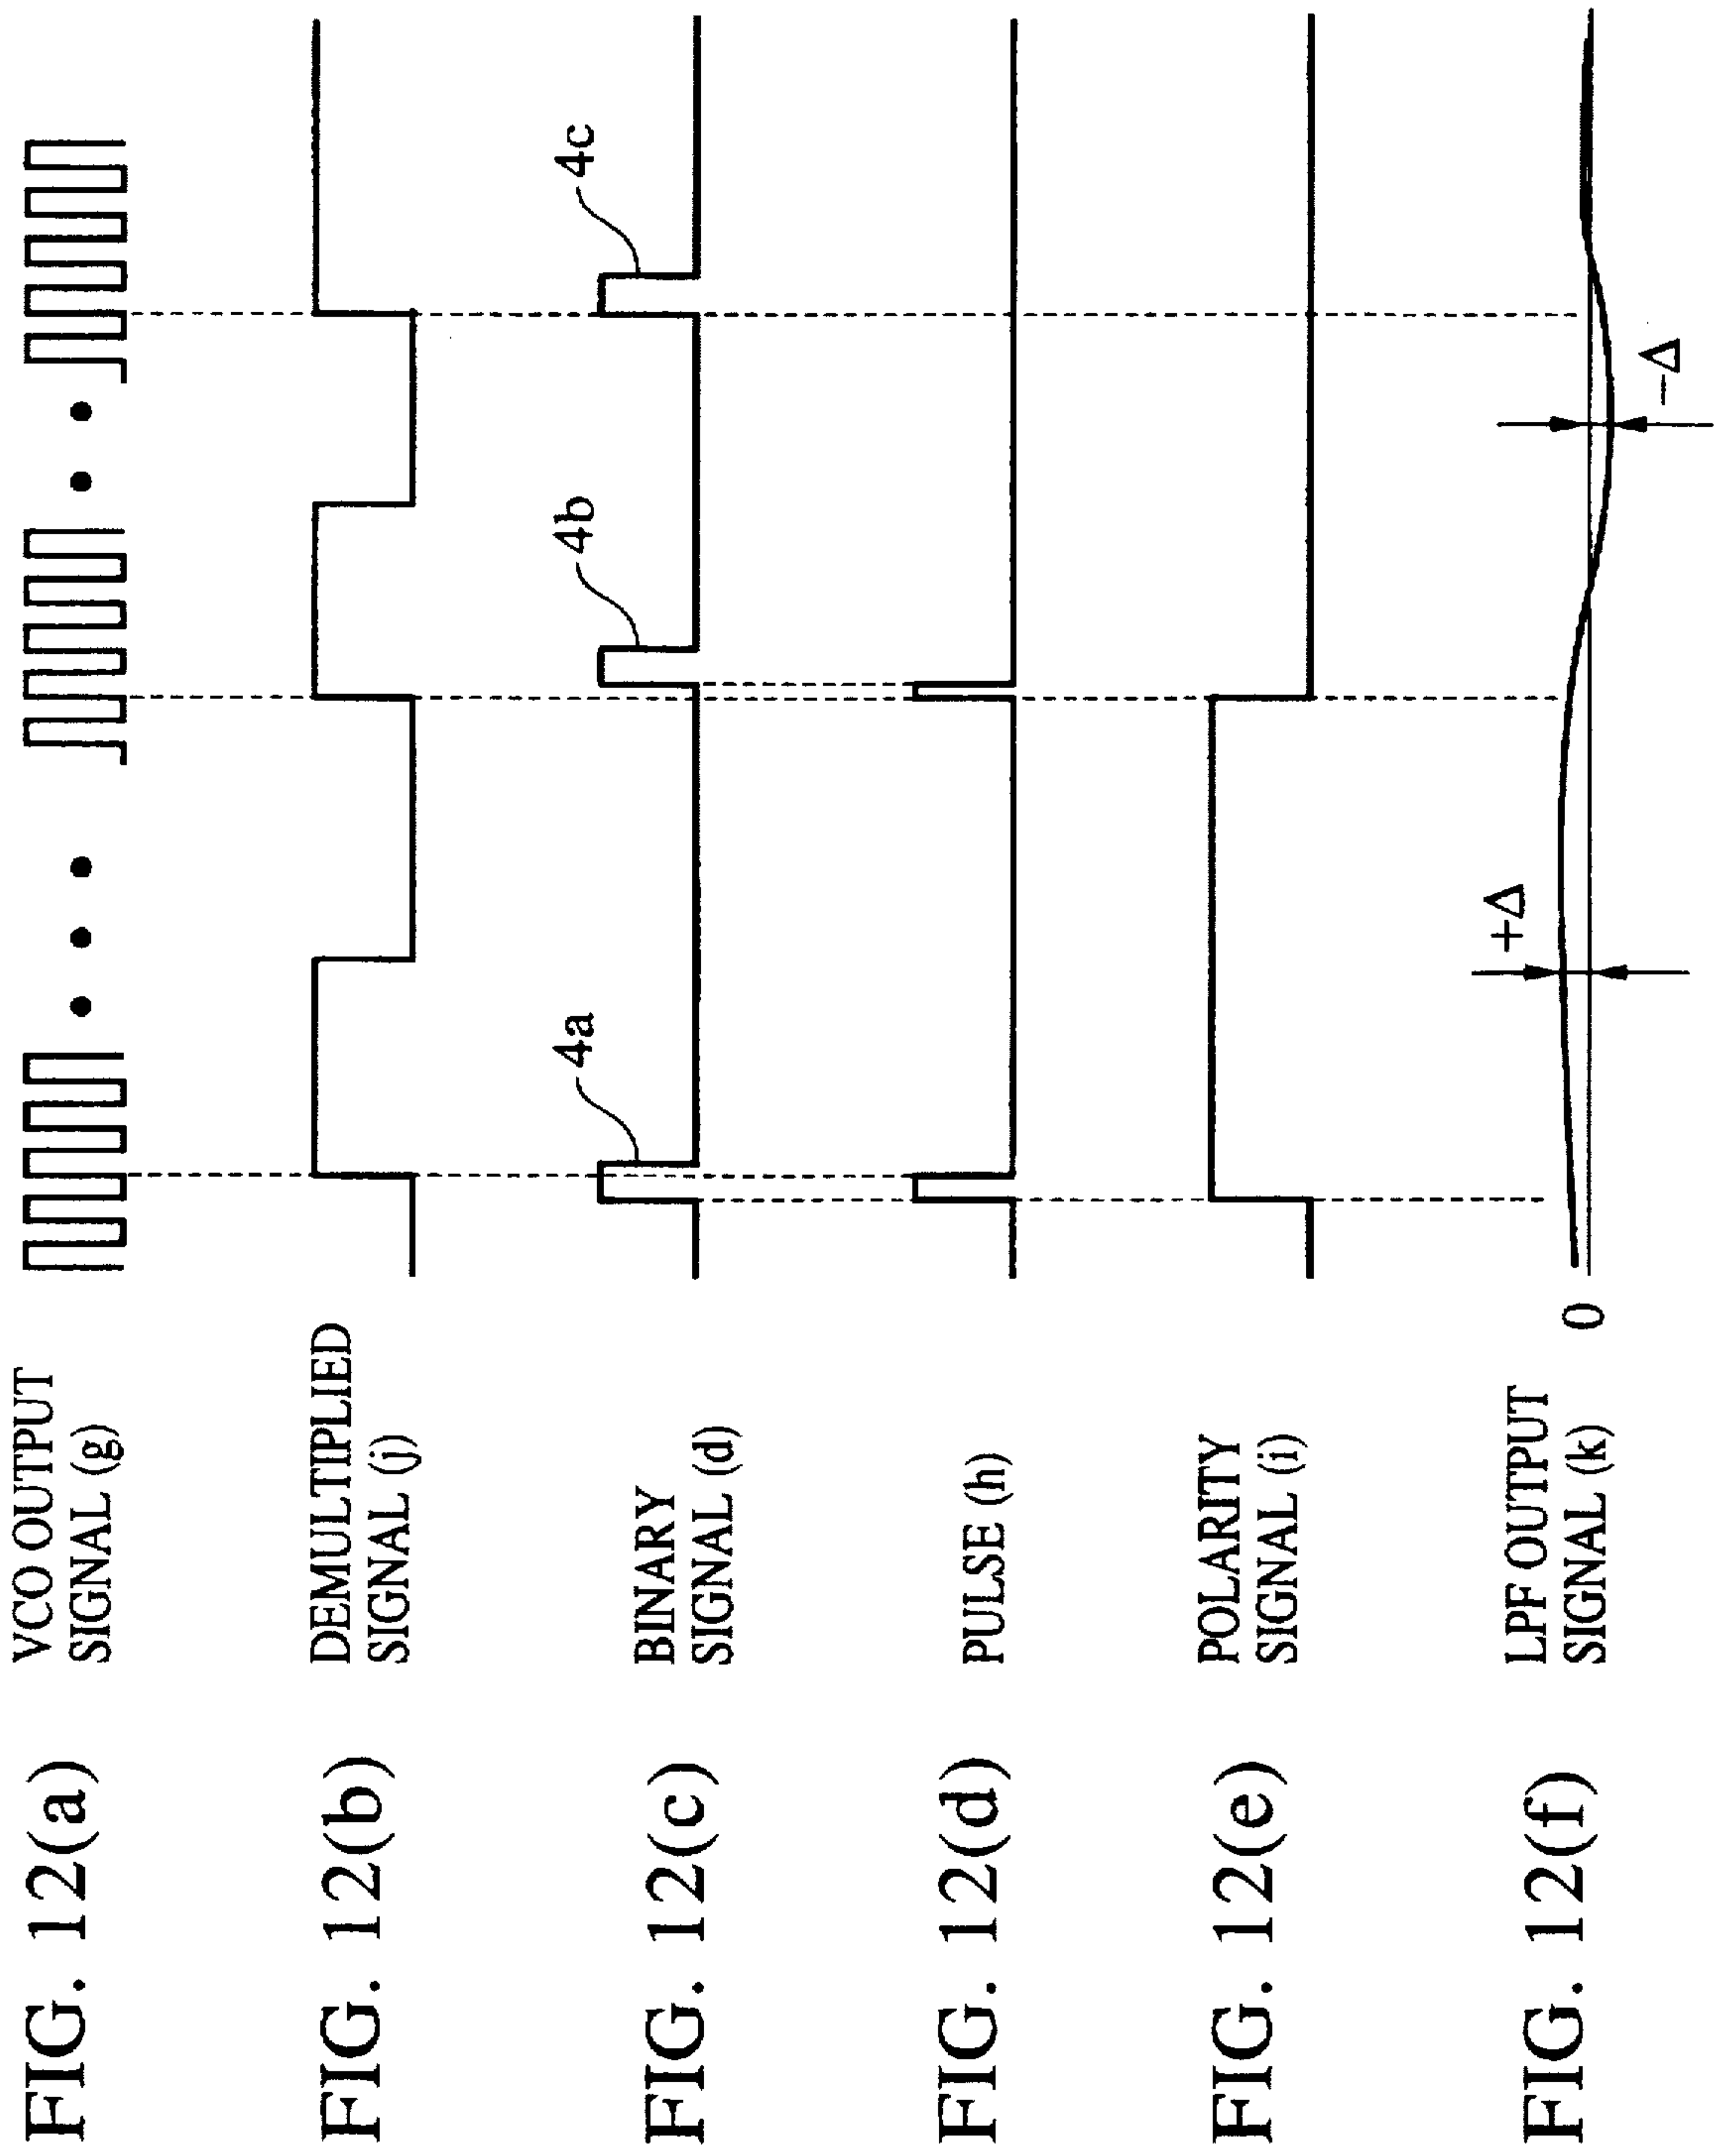 FIG. 12(a)
VCO OUTPUT
SIGNAL (g)
FIG. 12(b)
DEMULTIPLIED
SIGNAL (j)
FIG. 12(c)
BINARY
SIGNAL (d)
4a
4b
4c
FIG. 12(d)
PULSE (h)
FIG. 12(e)
POLARITY
SIGNAL (i)
FIG. 12(f)
LPF OUTPUT
SIGNAL (k)
0
+Δ
−Δ